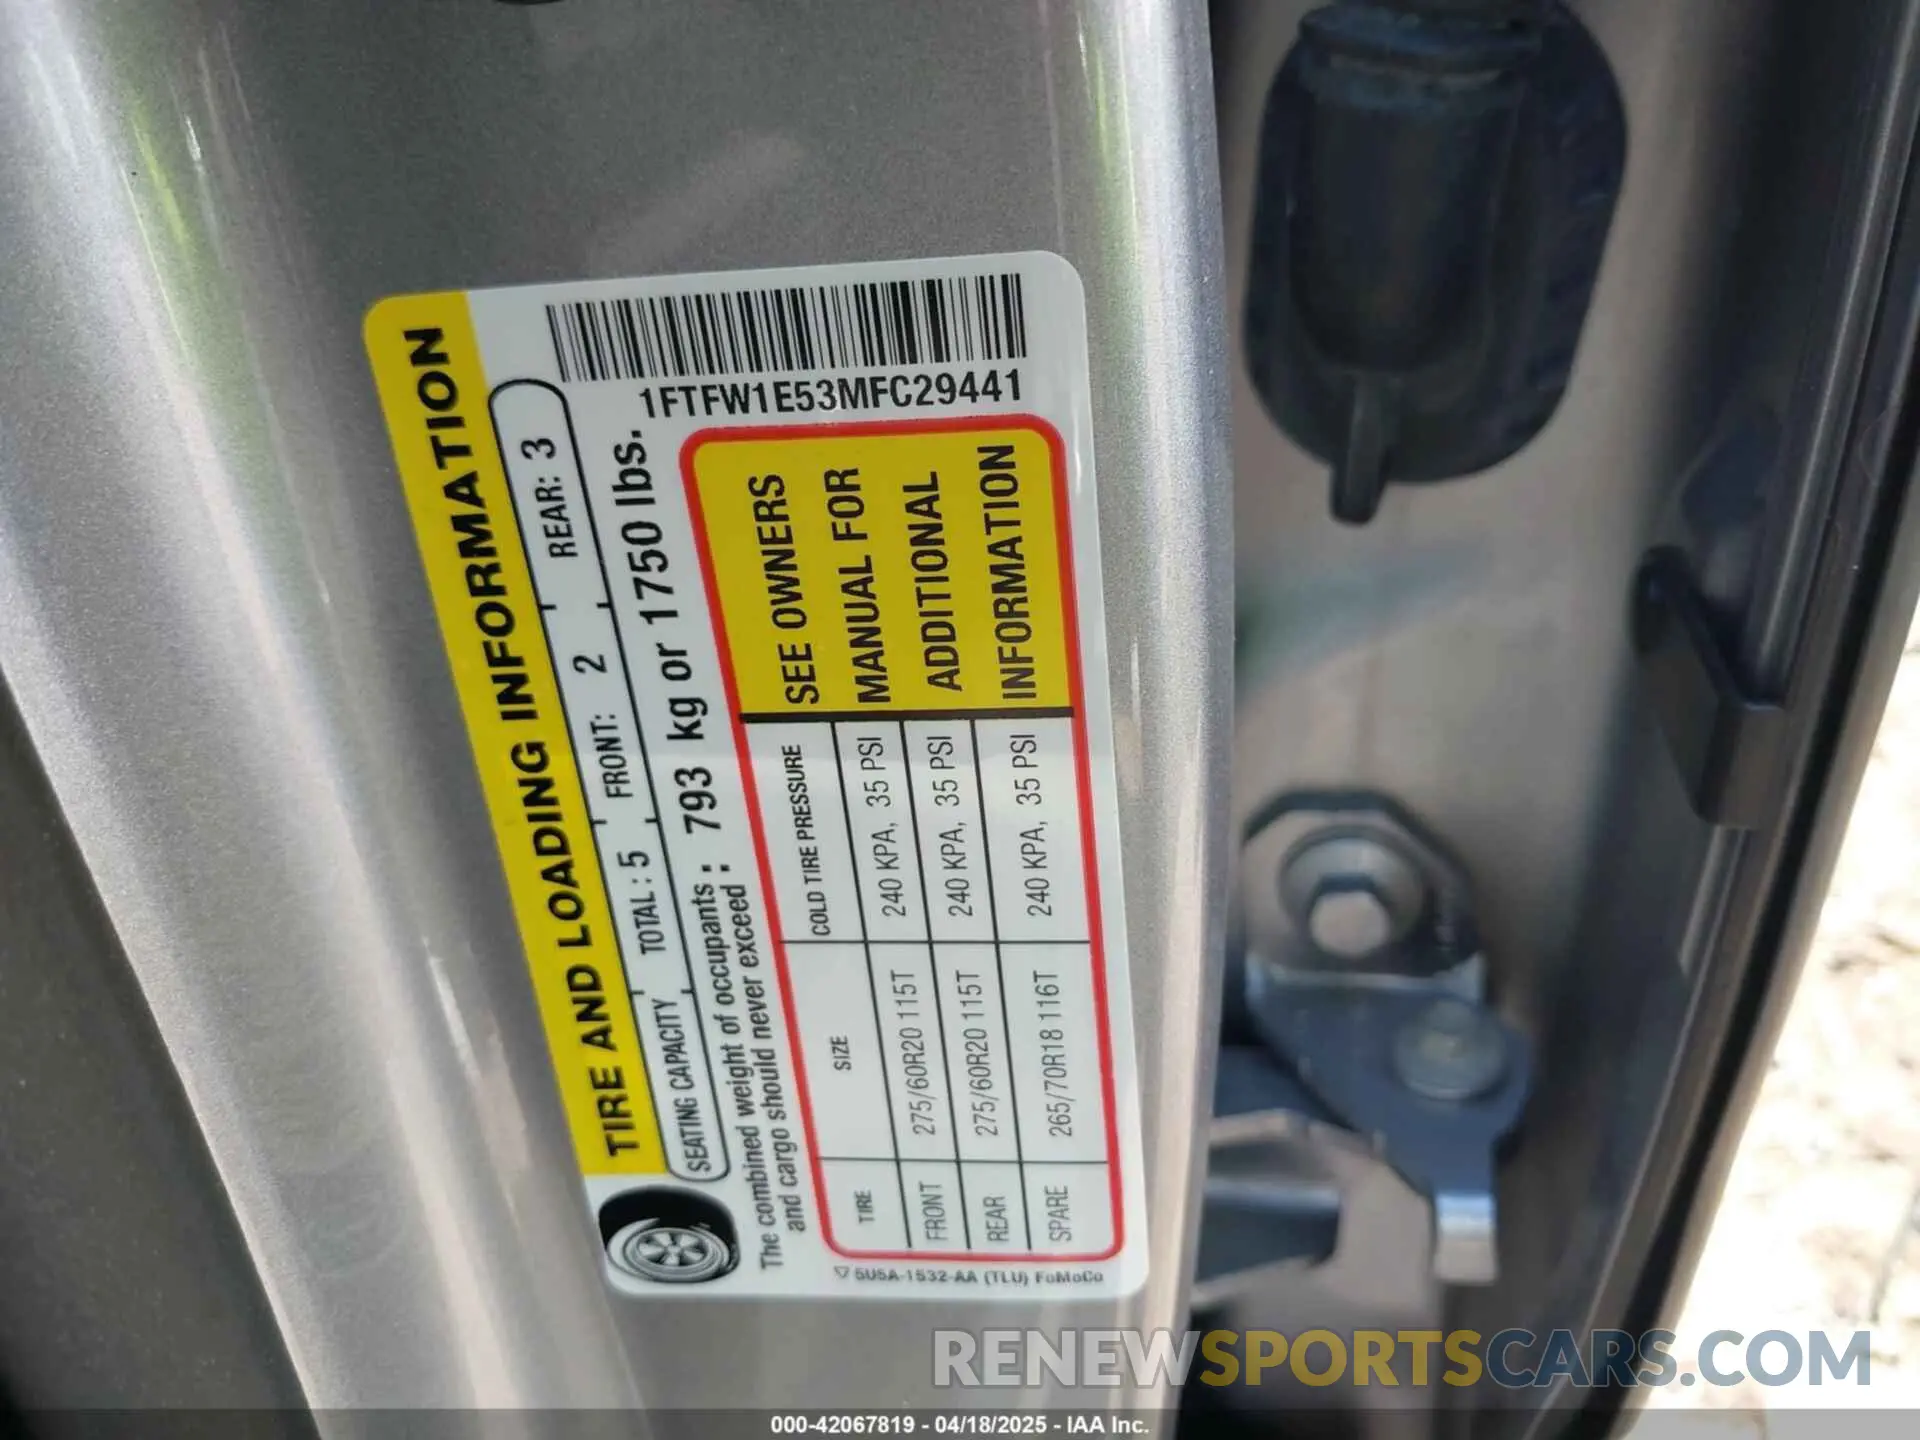 TIRE AND LOADING INFORMATION
SEATING CAPACITY TOTAL: 5 FRONT: 2 REAR: 3
The combined weight of occupants : 793 kg or 1750 lbs.
and cargo should never exceed :
1FTFW1E53MFC29441
TIRE SIZE COLD TIRE PRESSURE
FRONT 275/60R20 115T 240 KPA, 35 PSI
REAR 275/60R20 115T 240 KPA, 35 PSI
SPARE 265/70R18 116T 240 KPA, 35 PSI
SEE OWNERS
MANUAL FOR
ADDITIONAL
INFORMATION
5U5A-1532-AA (TLU) FoMoCo
RENEWSPORTSCARS.COM
000-42067819 - 04/18/2025 - IAA Inc.